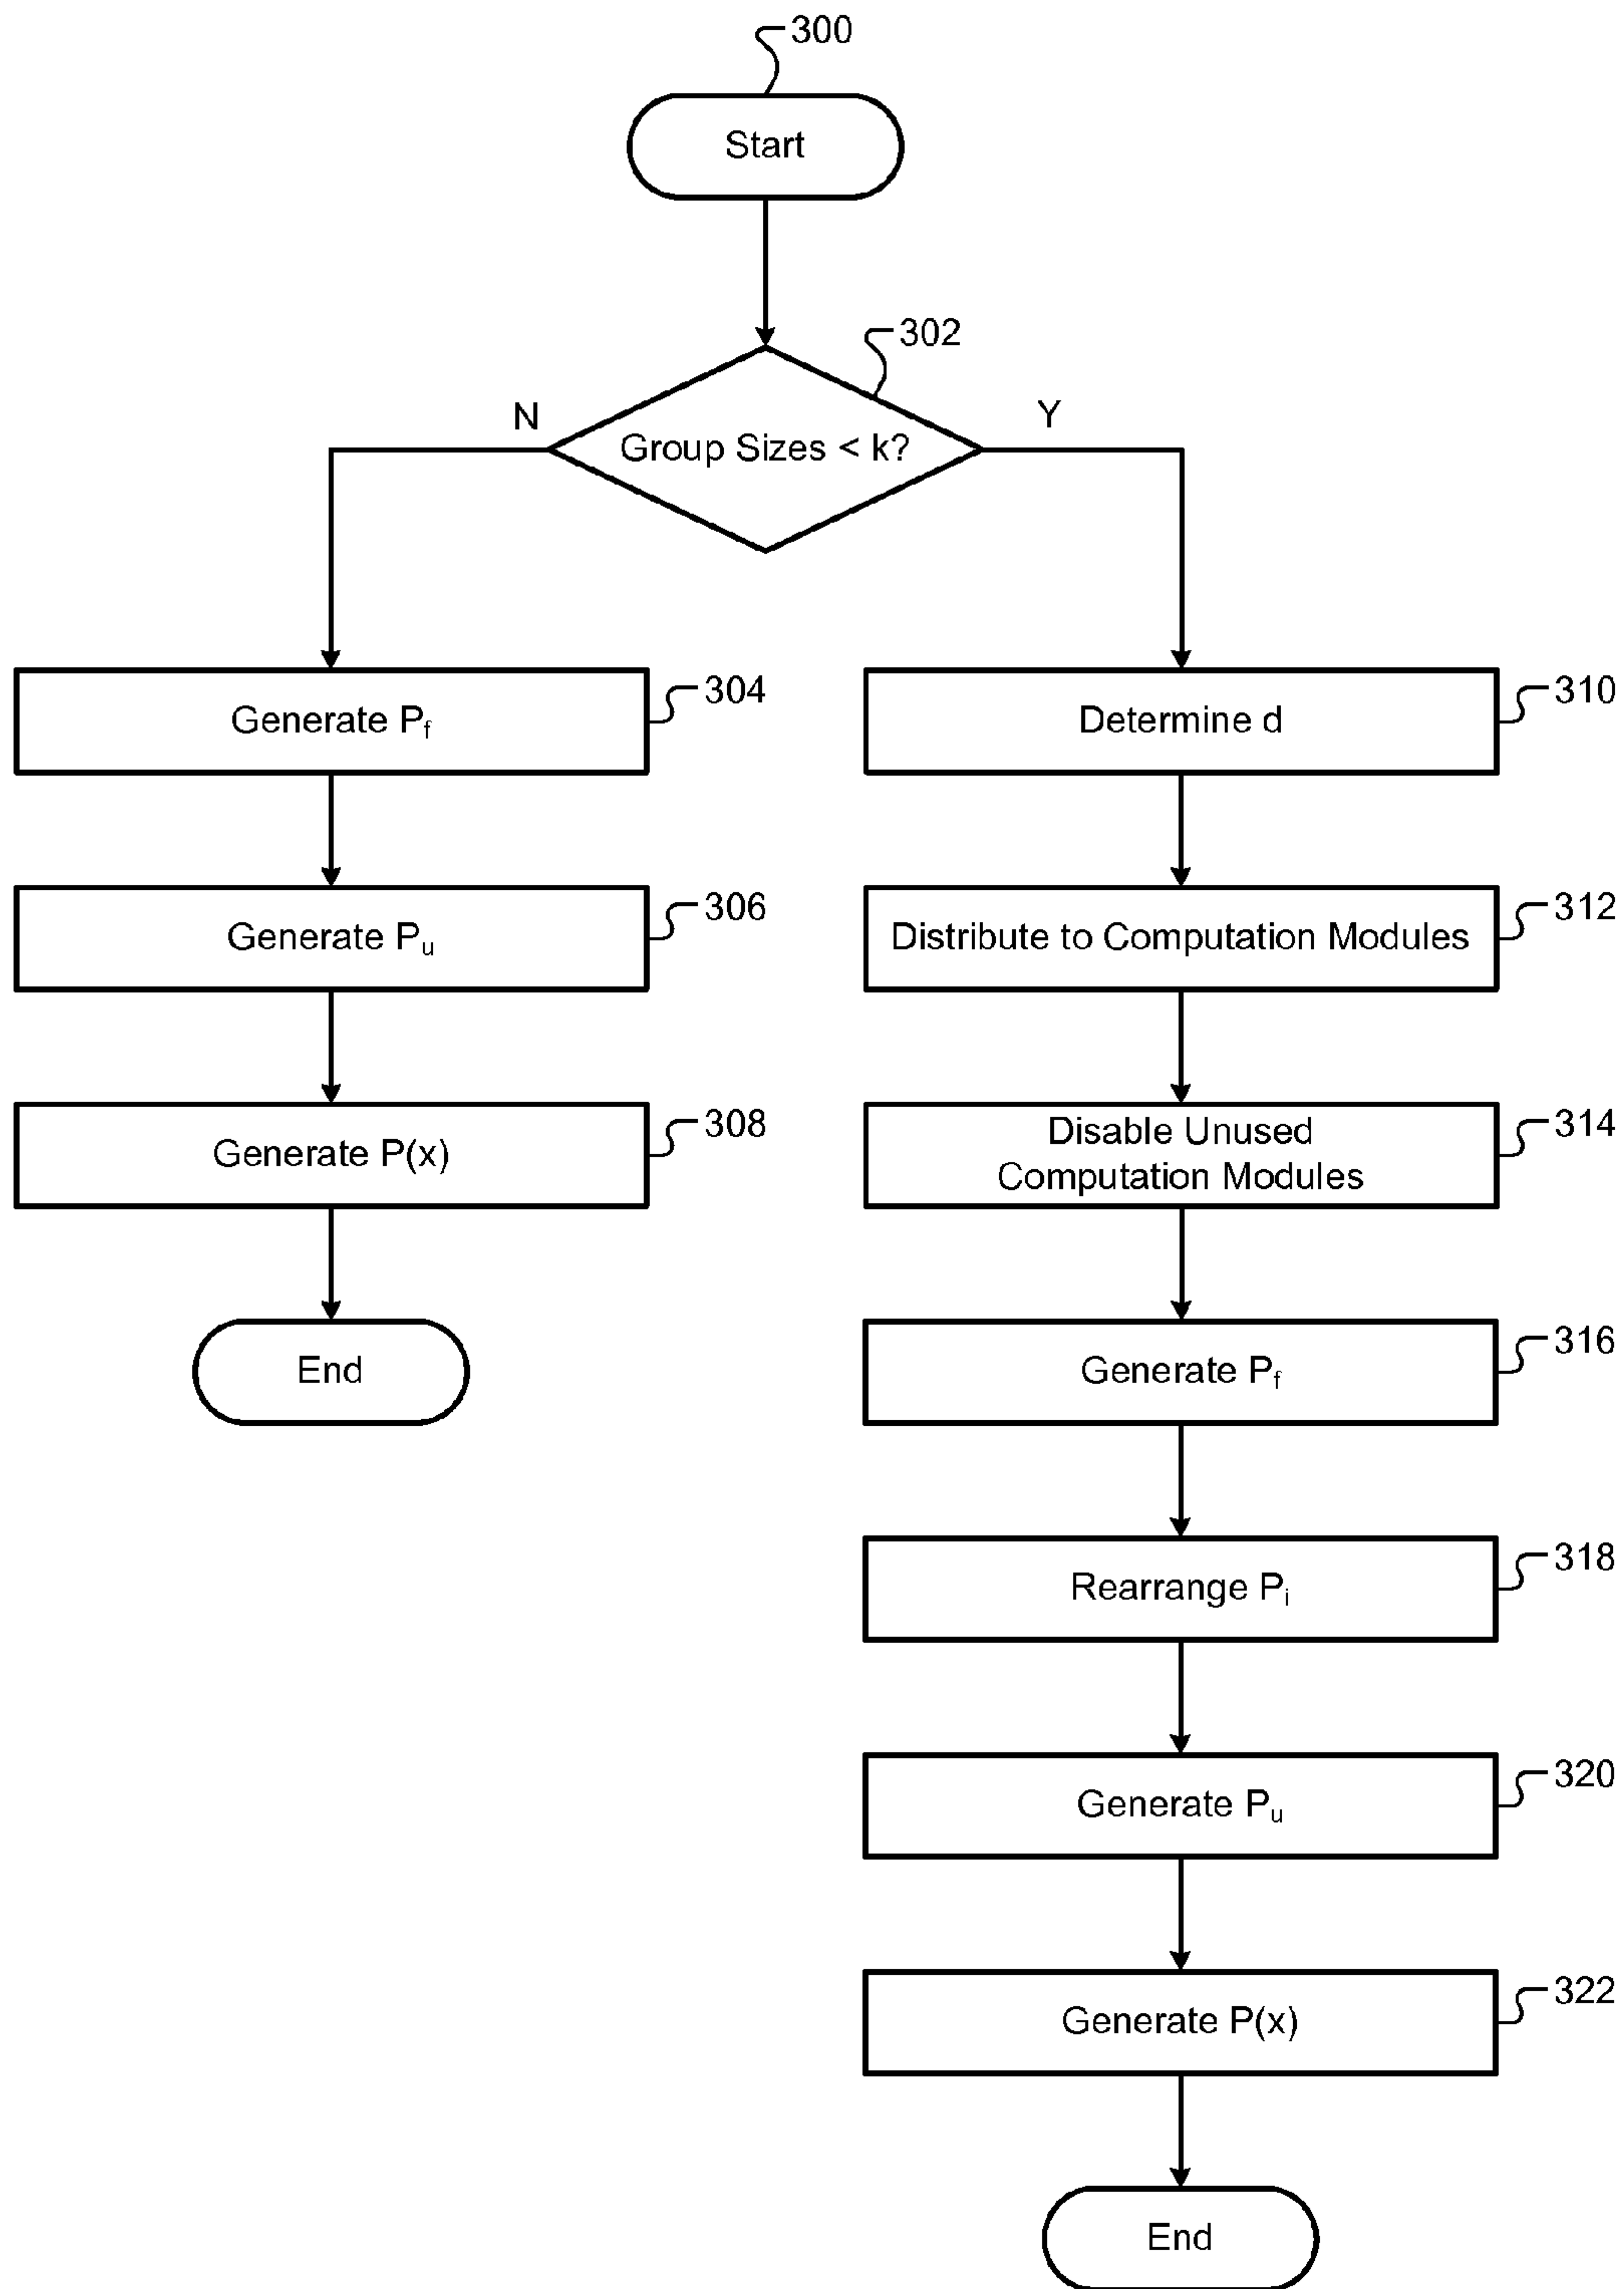 300
Start
302
N
Y
Group Sizes < k?
304
Generate Pf
306
Generate Pu
308
Generate P(x)
End
310
Determine d
312
Distribute to Computation Modules
314
Disable Unused
Computation Modules
316
Generate Pf
318
Rearrange Pi
320
Generate Pu
322
Generate P(x)
End